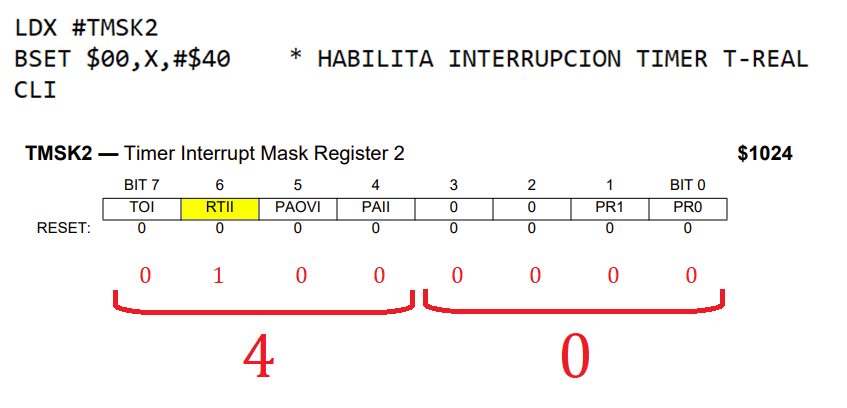 LDX #TMSK2
BSET $00,X,#$40    * HABILITA INTERRUPCION TIMER T-REAL
CLI
TMSK2 — Timer Interrupt Mask Register 2 $1024
BIT 7 6 5 4 3 2 1 BIT 0
TOI RTII PAOVI PAII 0 0 PR1 PR0
RESET: 0 0 0 0 0 0 0 0
0 1 0 0 0 0 0 0
4 0